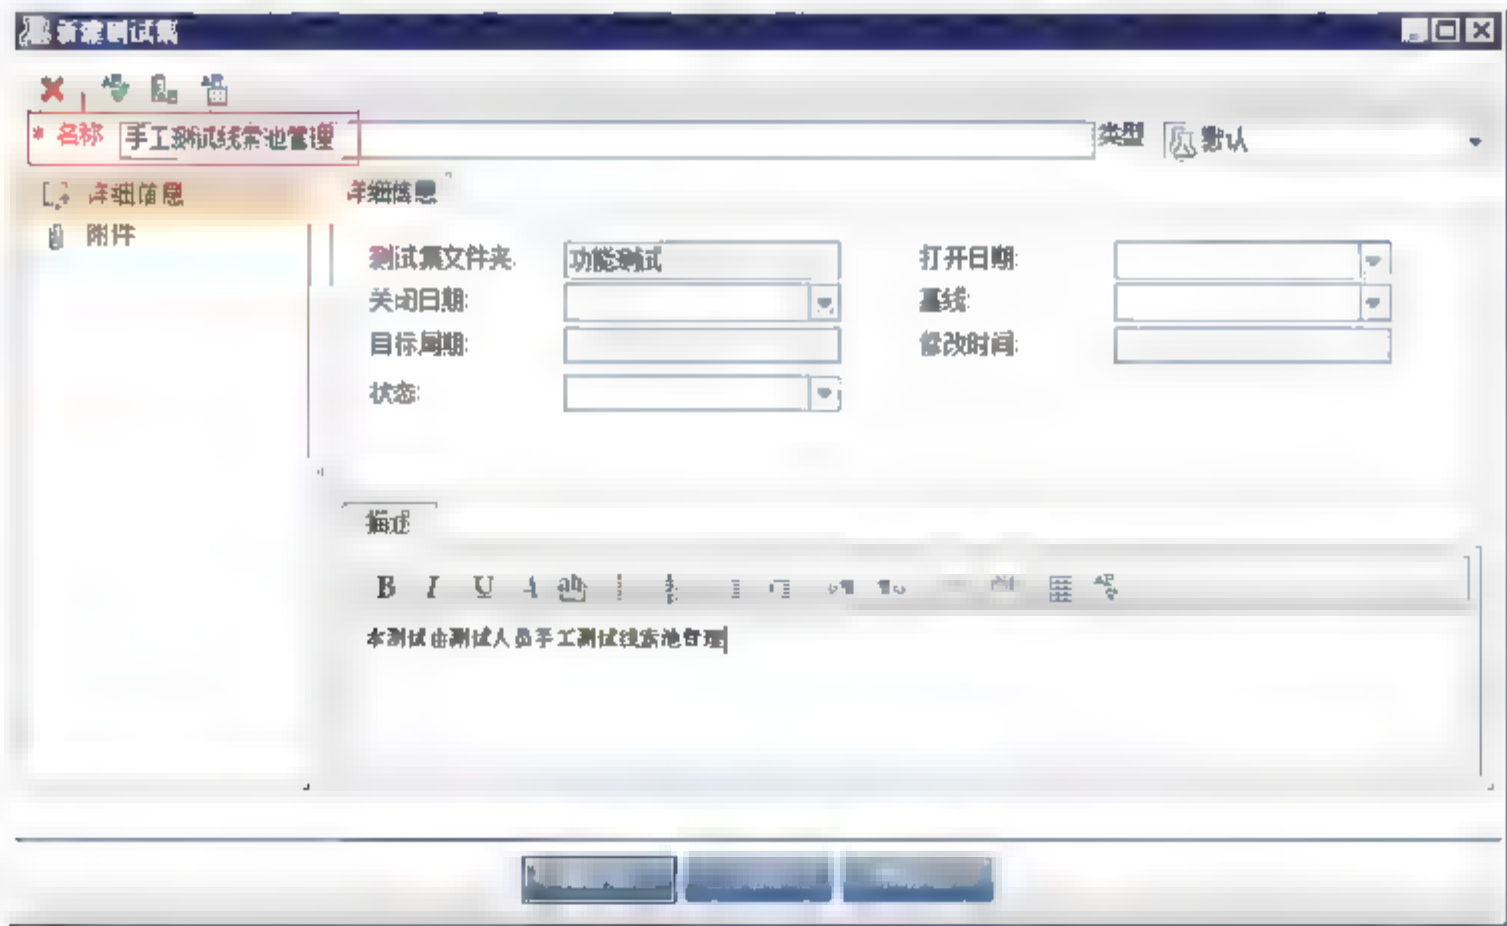 新建测试集
* 名称 手工测试线索池管理 类型 默认
详细信息
附件
详细信息
测试集文件夹: 功能测试 打开日期:
关闭日期: 基线:
目标周期: 修改时间:
状态:
描述
B I U A ab
本测试由测试人员手工测试线索池管理